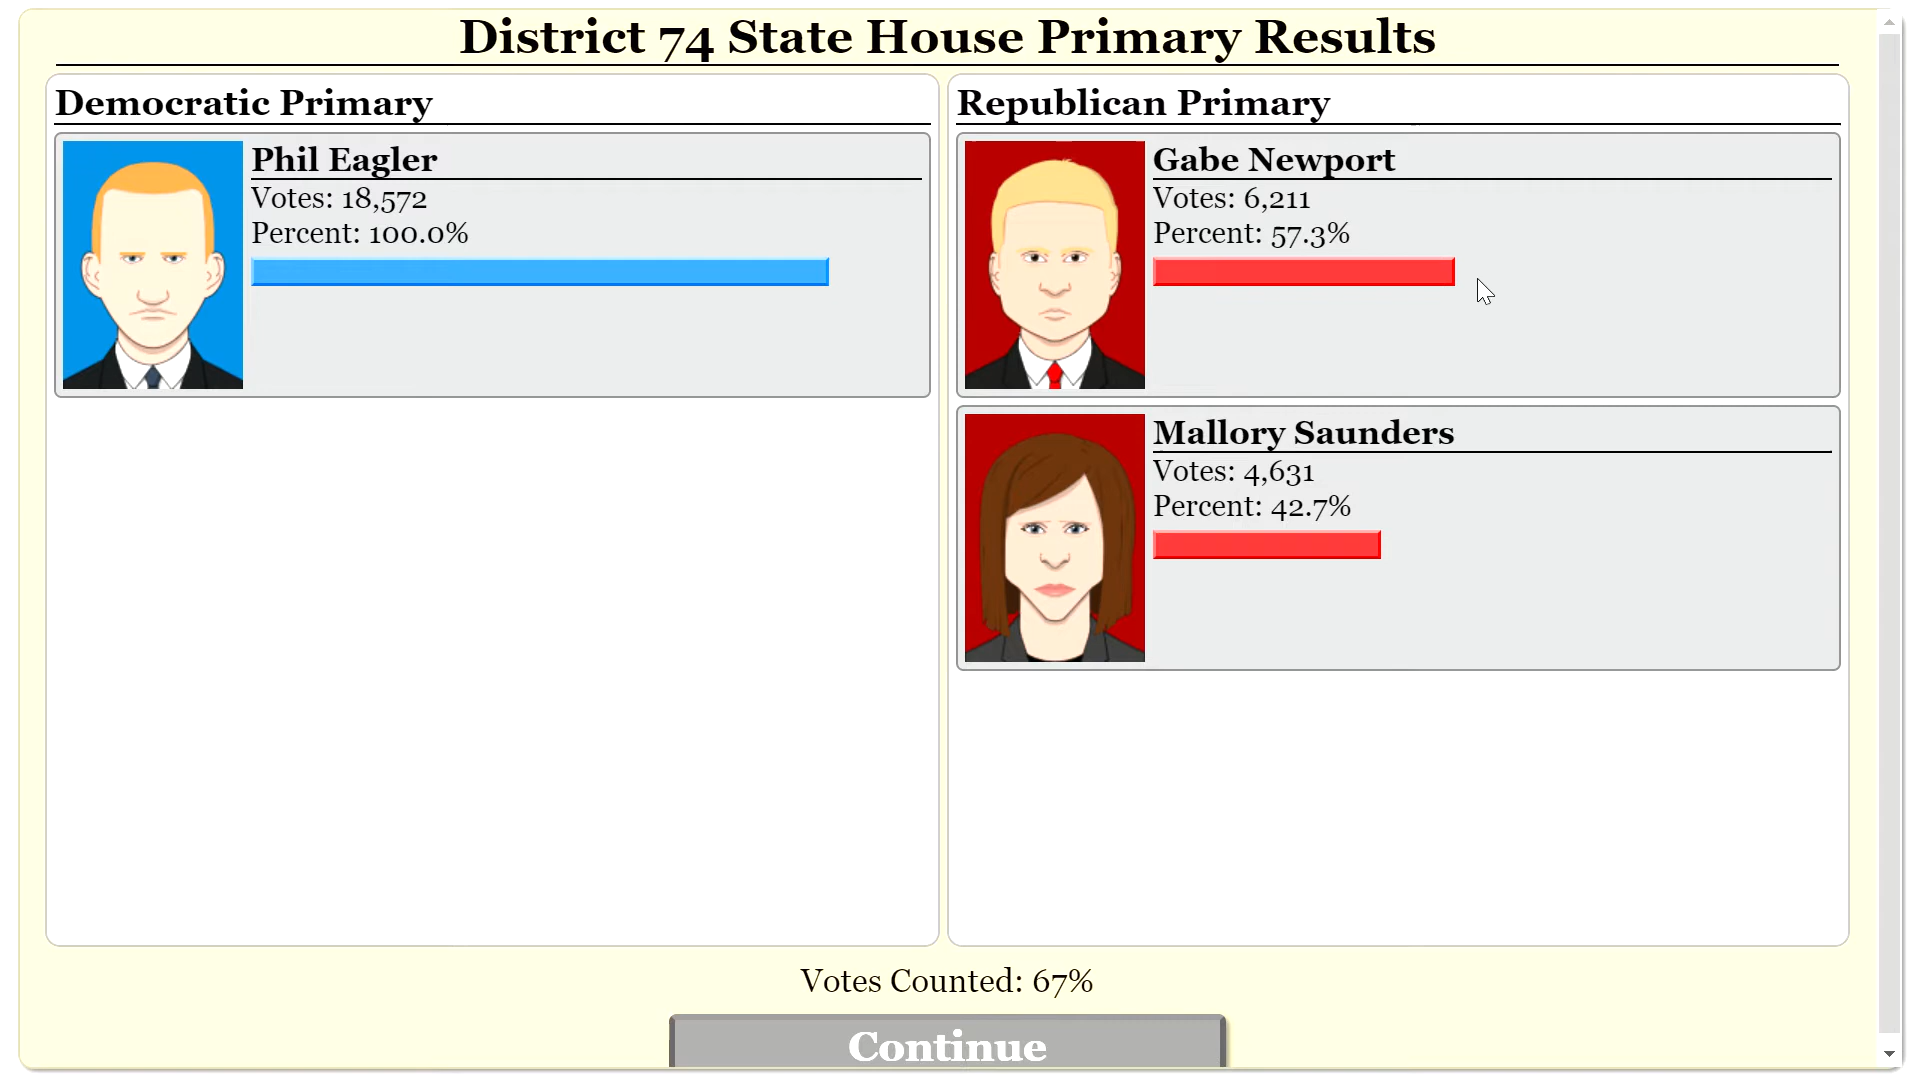 District 74 State House Primary Results
Democratic Primary
Phil Eagler
Votes: 18,572
Percent: 100.0%
Republican Primary
Gabe Newport
Votes: 6,211
Percent: 57.3%
Mallory Saunders
Votes: 4,631
Percent: 42.7%
Votes Counted: 67%
Continue